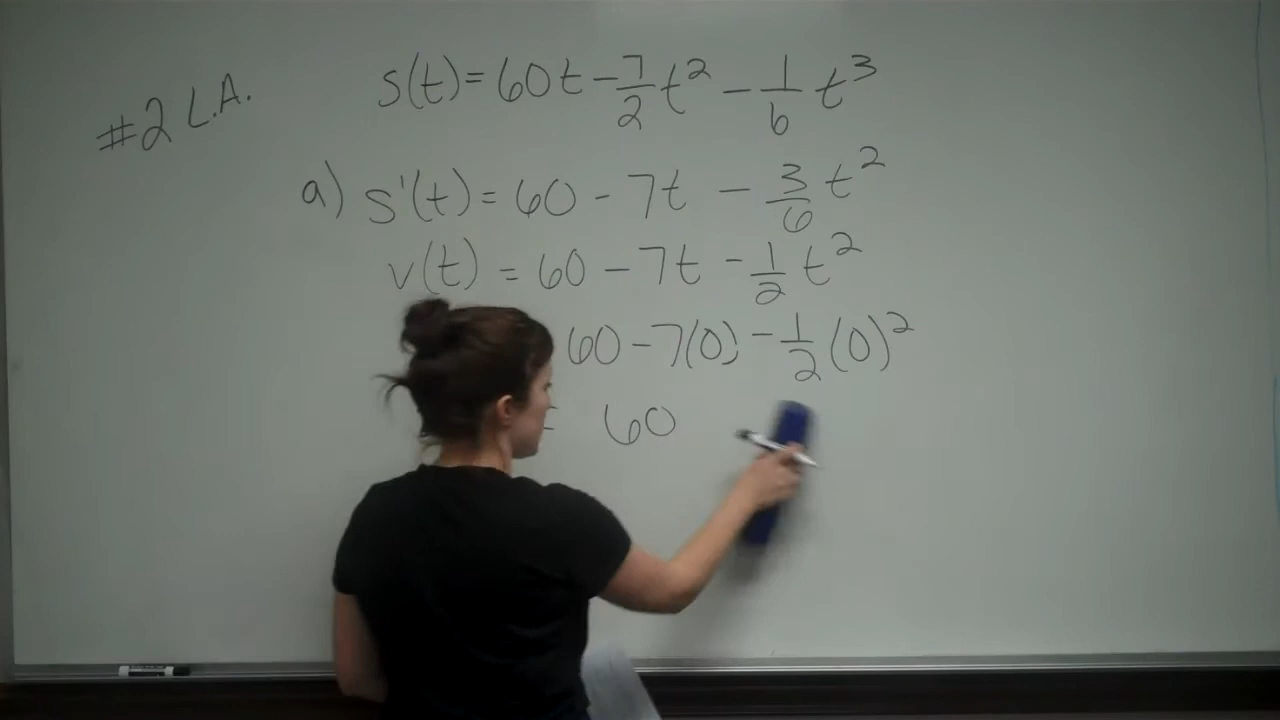 #2 L.A.
s(t)= 60t - 7/2 t² - 1/6 t³
a) s'(t) = 60 - 7t - 3/6 t²
v(t) = 60 - 7t - 1/2 t²
60 - 7(0) - 1/2 (0)²
= 60